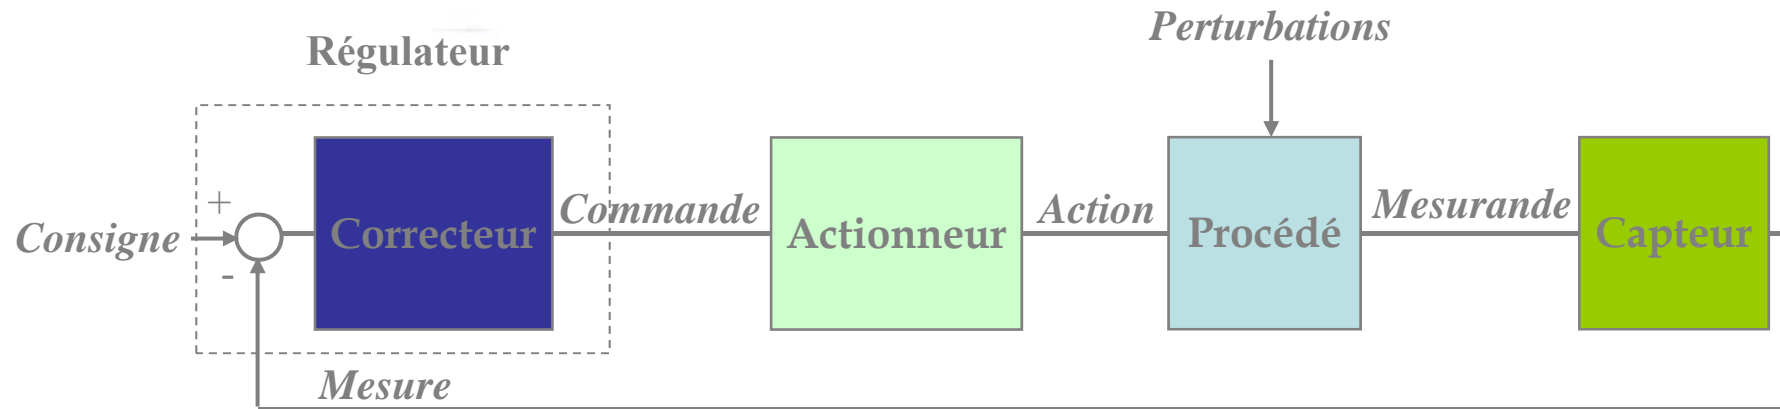 Perturbations
Régulateur
+
Consigne
-
Correcteur
Commande
Actionneur
Action
Procédé
Mesurande
Capteur
Mesure